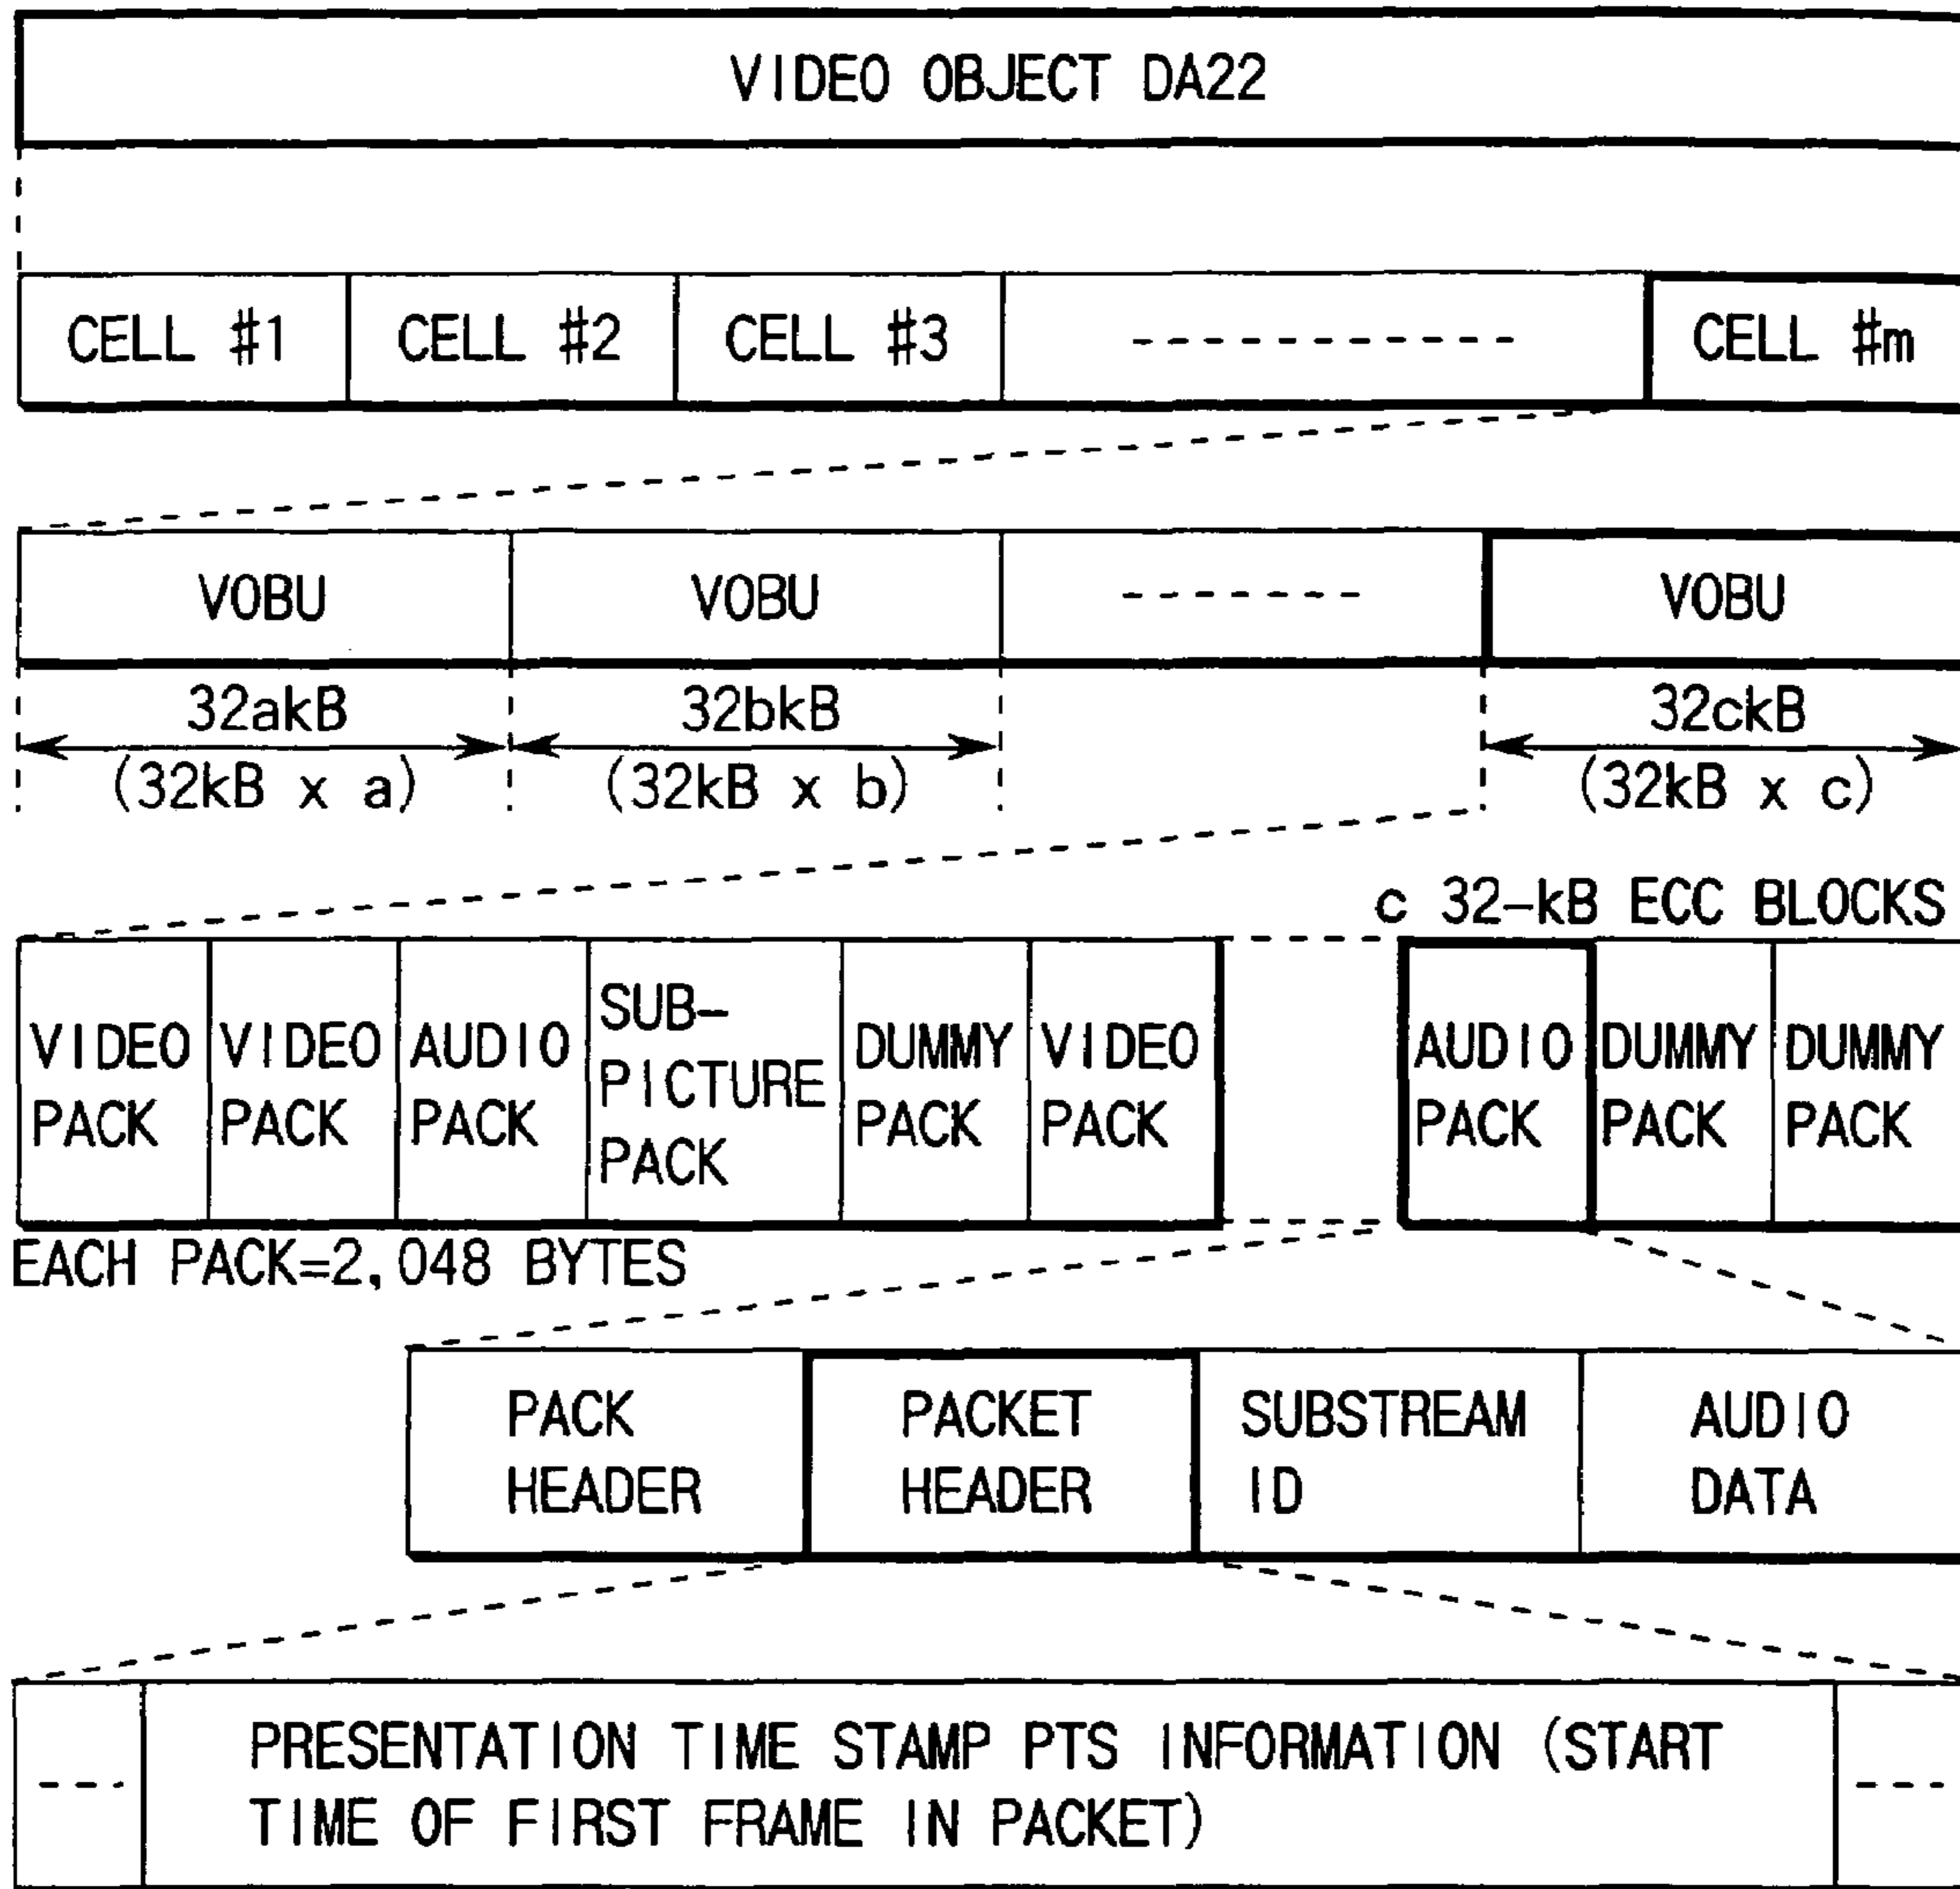 VIDEO OBJECT DA22
CELL #1 CELL #2 CELL #3 ------------ CELL #m
VOBU VOBU ------- VOBU
32akB 32bkB 32ckB
(32kB x a) (32kB x b) (32kB x c)
c 32-kB ECC BLOCKS
VIDEO PACK
VIDEO PACK
AUDIO PACK
SUB-
PICTURE
PACK
DUMMY PACK
VIDEO PACK
AUDIO PACK
DUMMY PACK
DUMMY PACK
EACH PACK=2,048 BYTES
PACK
HEADER
PACKET
HEADER
SUBSTREAM
ID
AUDIO
DATA
--- PRESENTATION TIME STAMP PTS INFORMATION (START
TIME OF FIRST FRAME IN PACKET) ---